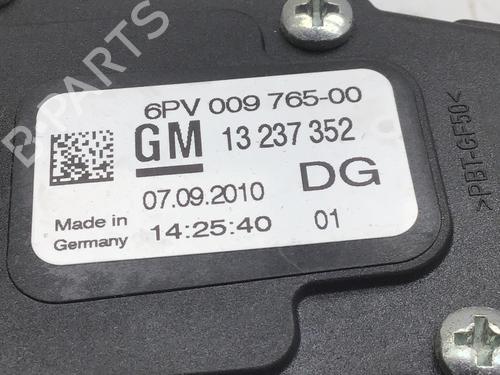 B-PARTS
6PV 009 765-00
GM 13 237 352
07.09.2010 DG
Made in
Germany
14:25:40 01
>PBT-GF50<